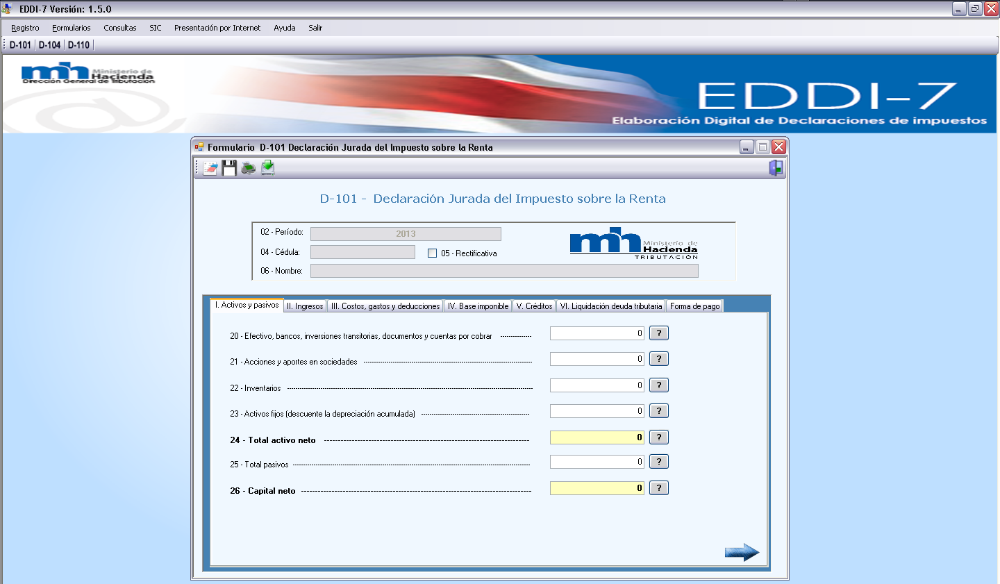 EDDI-7 Versión: 1.5.0
Registro Formularios Consultas SIC Presentación por Internet Ayuda Salir
D-101 D-104 D-110
mh Ministerio de
Hacienda
Dirección General de Tributación
EDDI-7
Elaboración Digital de Declaraciones de impuestos
Formulario D-101 Declaración Jurada del Impuesto sobre la Renta
D-101 - Declaración Jurada del Impuesto sobre la Renta
02 - Período: 2013
04 - Cédula: 05 - Rectificativa
06 - Nombre:
mh Ministerio de
Hacienda
TRIBUTACIÓN
I. Activos y pasivos II. Ingresos III. Costos, gastos y deducciones IV. Base imponible V. Créditos VI. Liquidación deuda tributaria Forma de pago
20 - Efectivo, bancos, inversiones transitorias, documentos y cuentas por cobrar 0 ?
21 - Acciones y aportes en sociedades 0 ?
22 - Inventarios 0 ?
23 - Activos fijos (descuente la depreciación acumulada) 0 ?
24 - Total activo neto 0 ?
25 - Total pasivos 0 ?
26 - Capital neto 0 ?